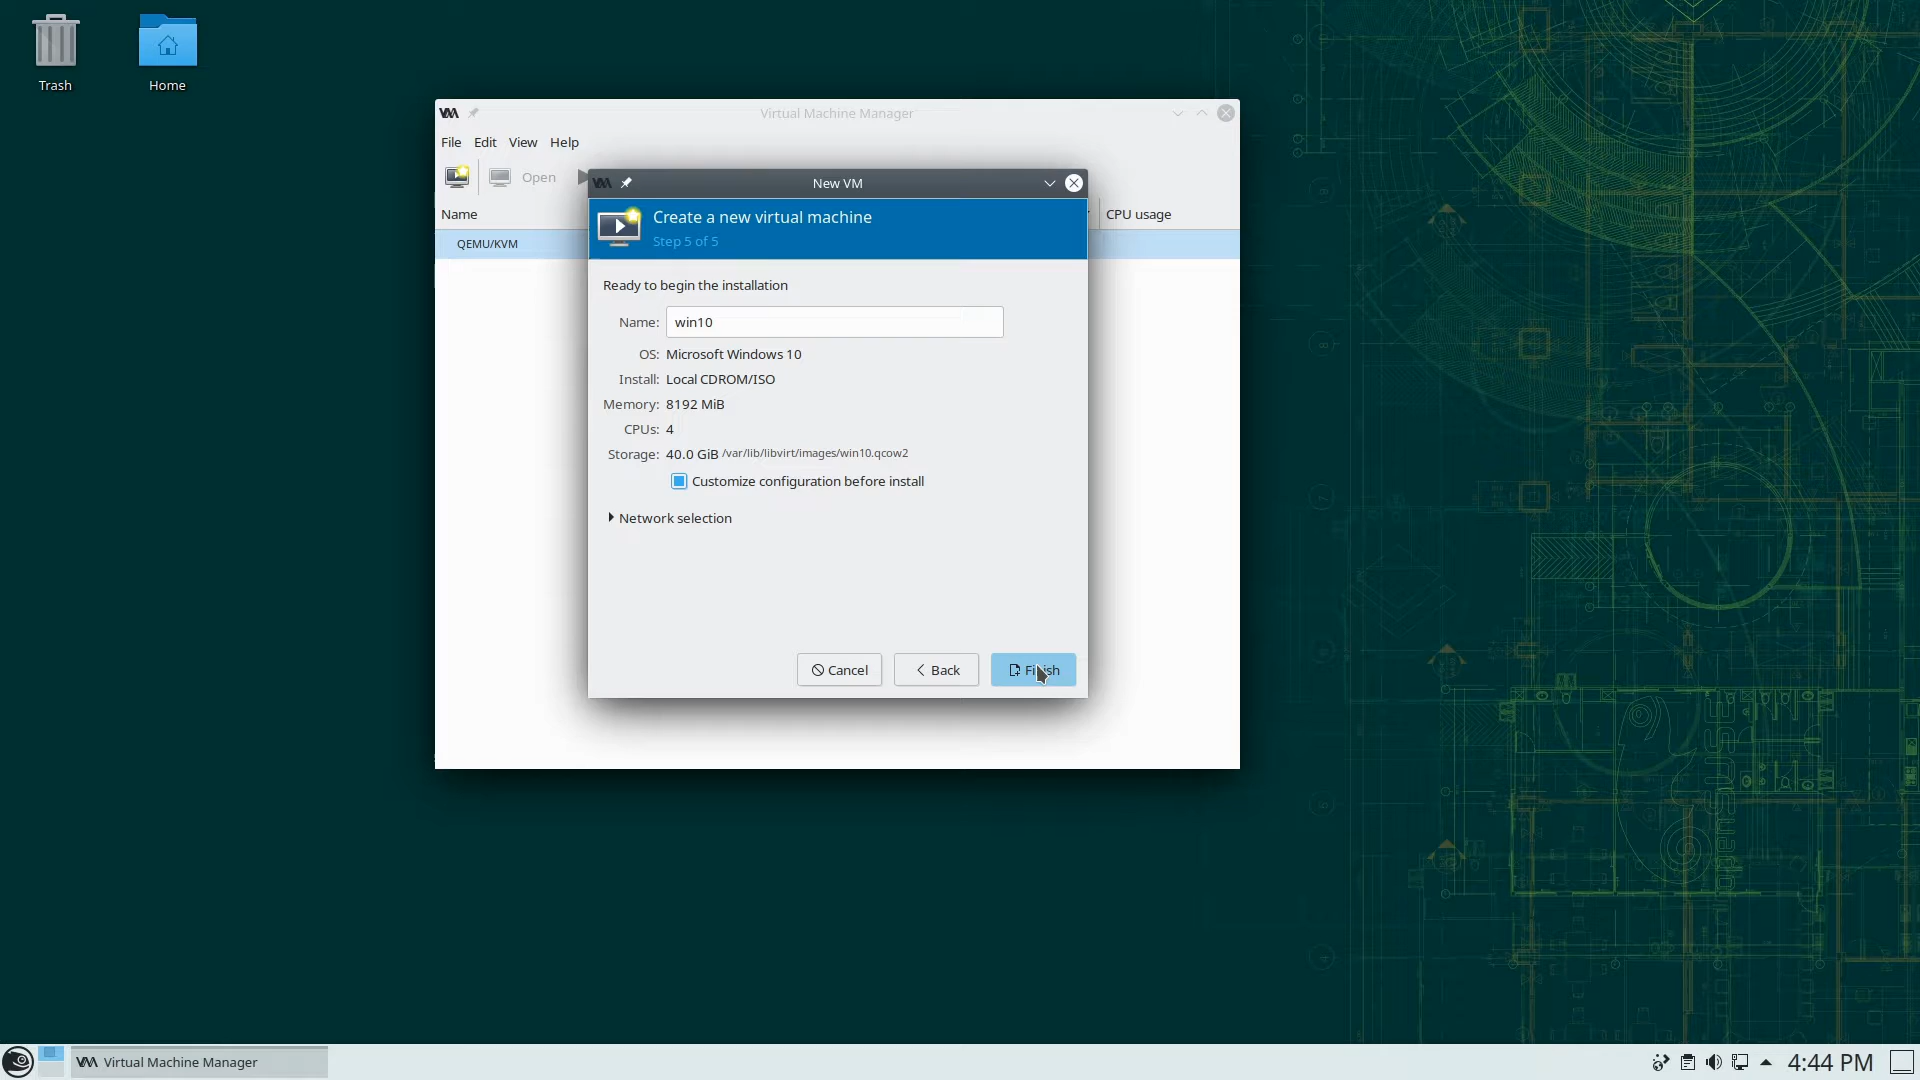 Trash
Home
Virtual Machine Manager
File Edit View Help
Open
Name
CPU usage
QEMU/KVM
New VM
Create a new virtual machine
Step 5 of 5
Ready to begin the installation
Name: win10
OS: Microsoft Windows 10
Install: Local CDROM/ISO
Memory: 8192 MiB
CPUs: 4
Storage: 40.0 GiB /var/lib/libvirt/images/win10.qcow2
Customize configuration before install
Network selection
Cancel
Back
Finish
openSUSE
Virtual Machine Manager
4:44 PM